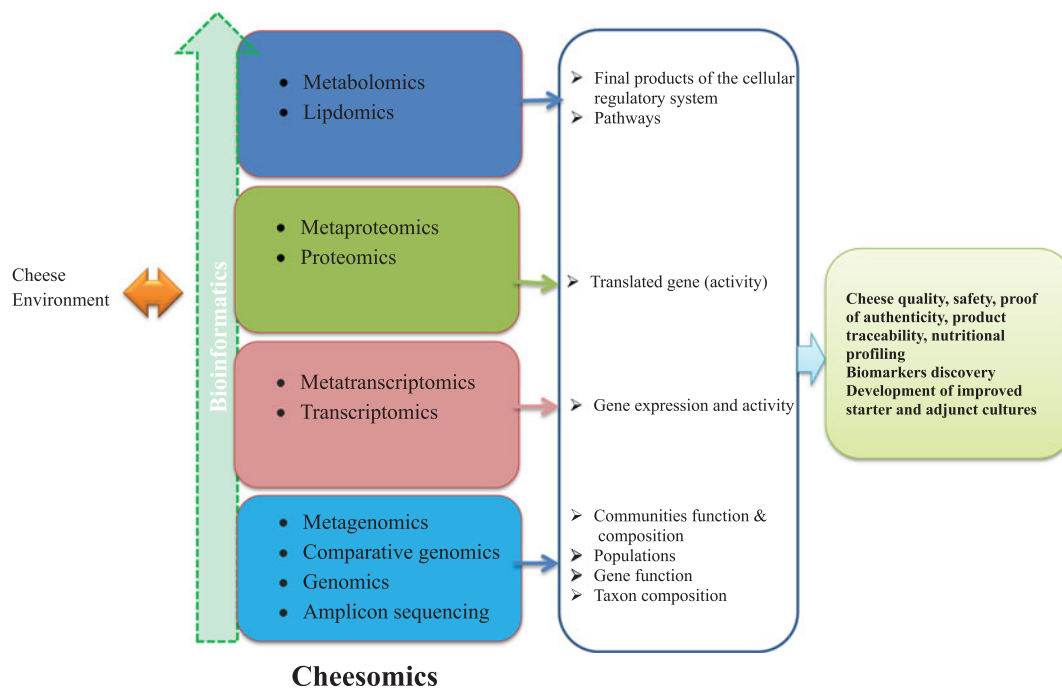 Cheese
Environment
Bioinformatics
• Metabolomics
• Lipdomics
➢ Final products of the cellular
regulatory system
➢ Pathways
• Metaproteomics
• Proteomics
➢ Translated gene (activity)
• Metatranscriptomics
• Transcriptomics
➢ Gene expression and activity
• Metagenomics
• Comparative genomics
• Genomics
• Amplicon sequencing
➢ Communities function &
composition
➢ Populations
➢ Gene function
➢ Taxon composition
Cheese quality, safety, proof
of authenticity, product
traceability, nutritional
profiling
Biomarkers discovery
Development of improved
starter and adjunct cultures
Cheesomics